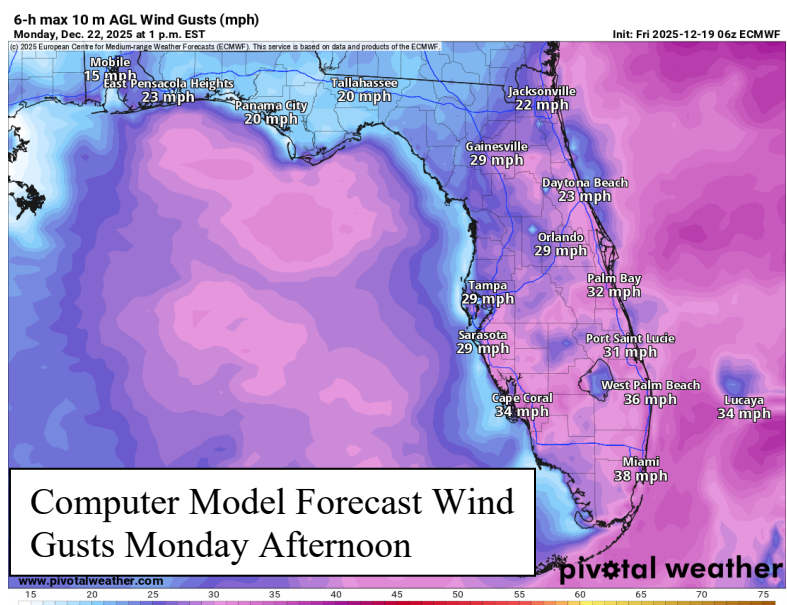 6-h max 10 m AGL Wind Gusts (mph)
Monday, Dec. 22, 2025 at 1 p.m. EST
Init: Fri 2025-12-19 06z ECMWF
(c) 2025 European Centre for Medium-range Weather Forecasts (ECMWF). This service is based on data and products of the ECMWF.
Mobile
15 mph
East Pensacola Heights
23 mph
Panama City
20 mph
Tallahassee
20 mph
Jacksonville
22 mph
Gainesville
29 mph
Daytona Beach
23 mph
Orlando
29 mph
Palm Bay
32 mph
Tampa
29 mph
Sarasota
29 mph
Port Saint Lucie
31 mph
West Palm Beach
36 mph
Lucaya
34 mph
Cape Coral
34 mph
Miami
38 mph
Computer Model Forecast Wind
Gusts Monday Afternoon
www.pivotalweather.com
pivotal weather
15 20 25 30 35 40 45 50 55 60 65 70 75